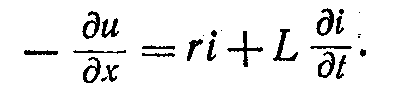 − ∂u/∂x = ri + L ∂i/∂t.